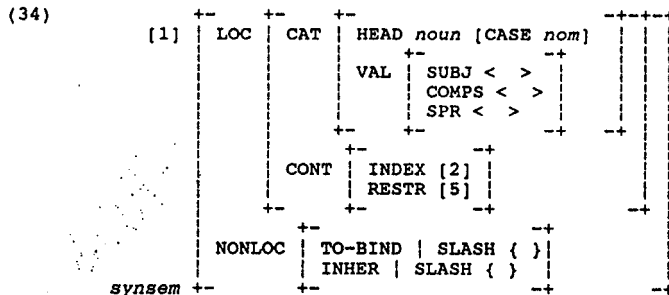 (34)
+- -+-+-+
[1] | LOC | CAT | HEAD noun [CASE nom] | | |
+- -+
VAL | SUBJ < > |
| COMPS < > |
| SPR < > |
+- +- -+ -+
+- -+
CONT | INDEX [2] |
| RESTR [5] |
+- +- -+ -+
+- -+
NONLOC | TO-BIND | SLASH { } |
| INHER | SLASH { } |
synsem +- +- -+ -+